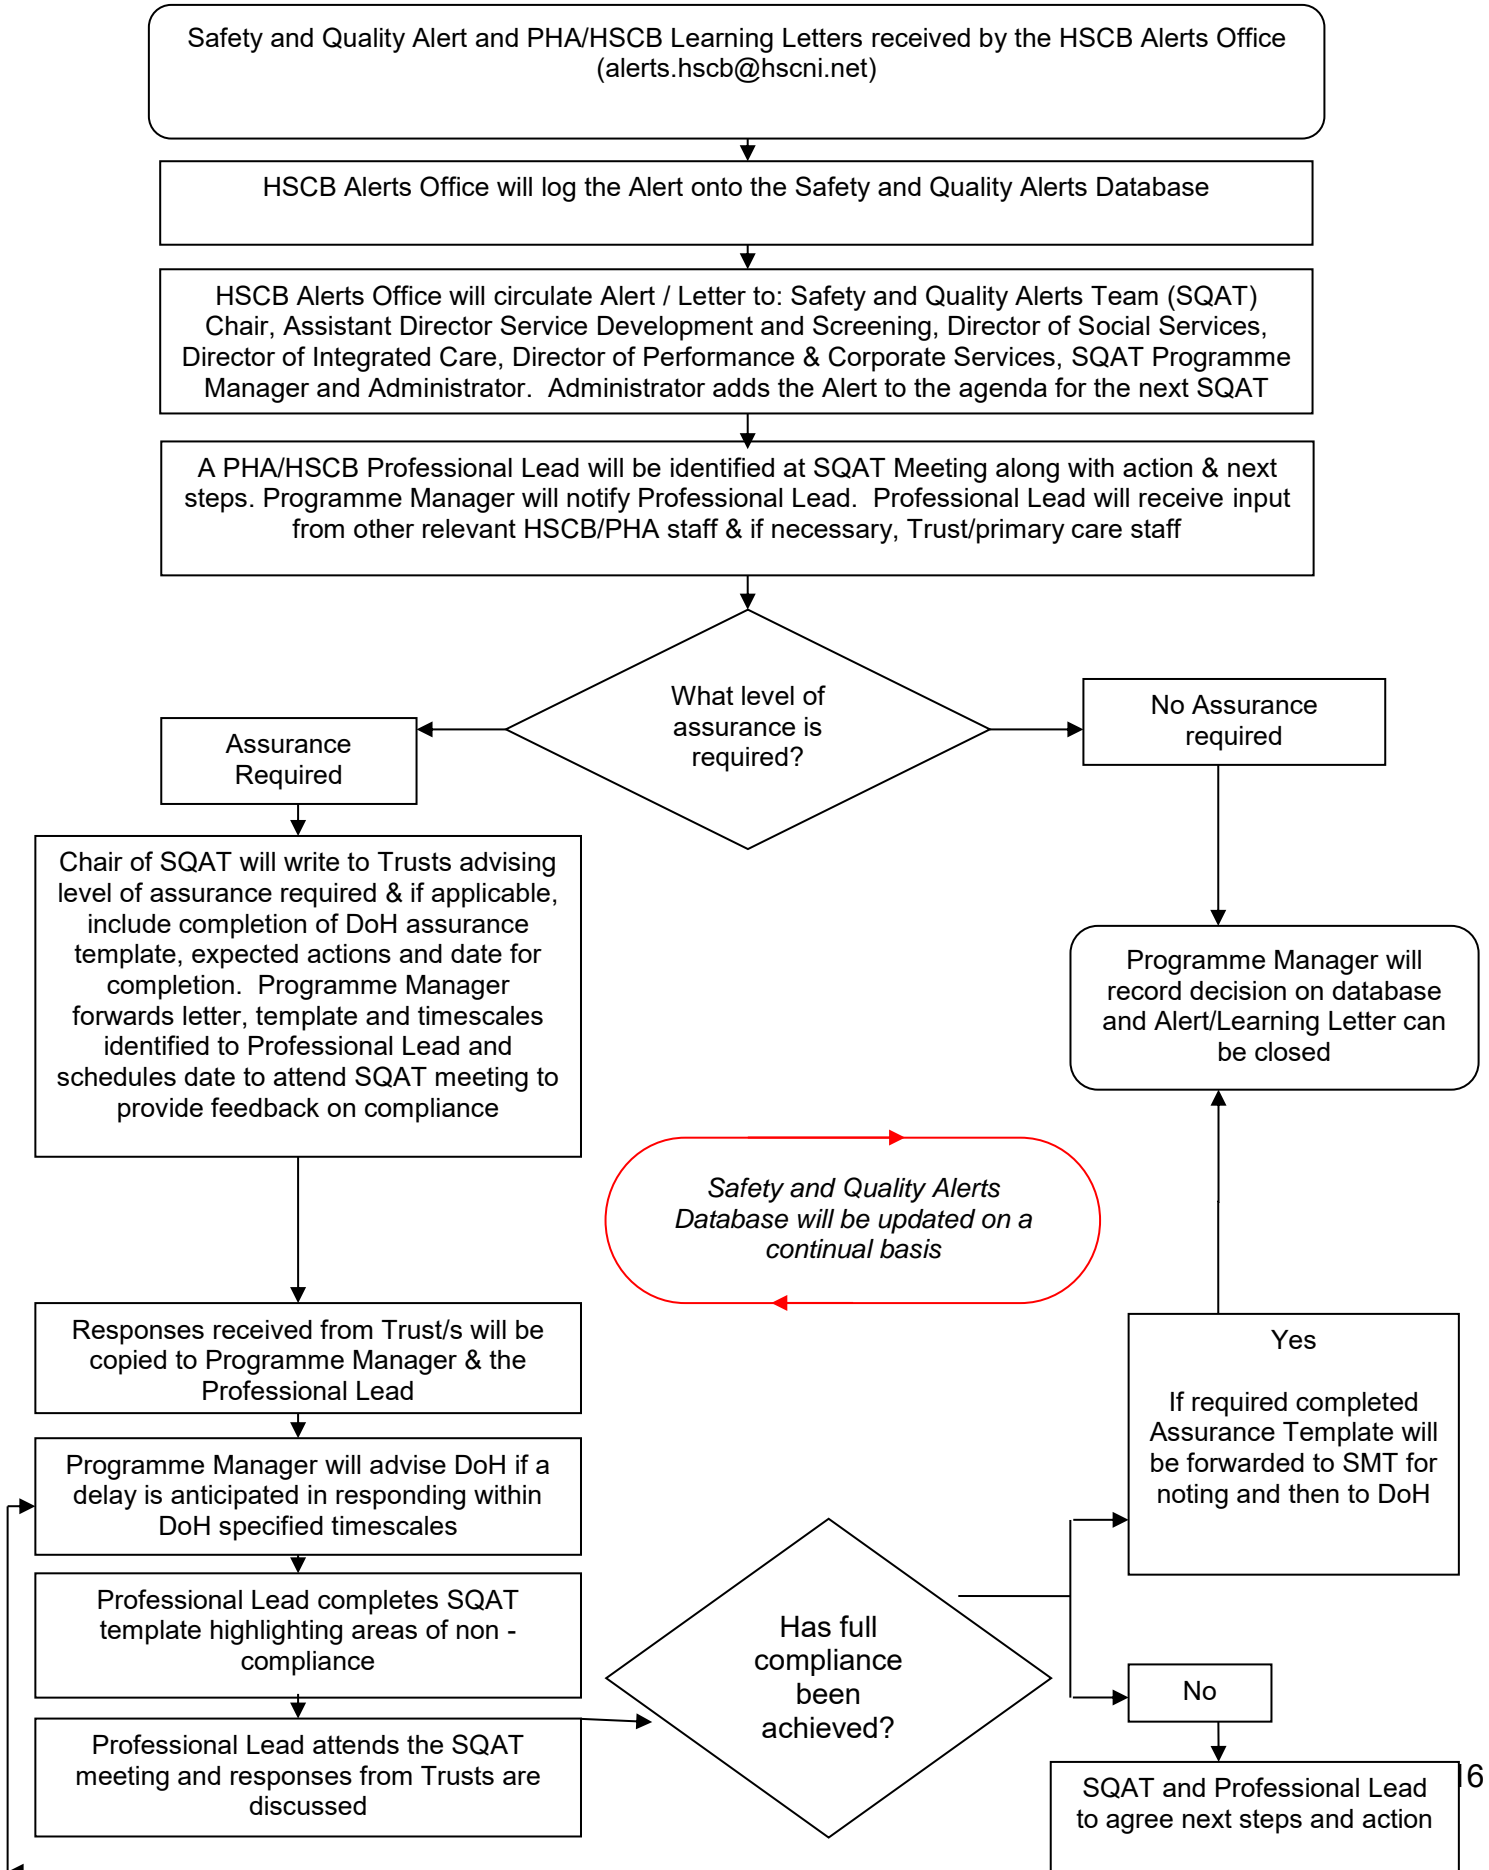 Safety and Quality Alert and PHA/HSCB Learning Letters received by the HSCB Alerts Office
(alerts.hscb@hscni.net)
HSCB Alerts Office will log the Alert onto the Safety and Quality Alerts Database
HSCB Alerts Office will circulate Alert / Letter to: Safety and Quality Alerts Team (SQAT)
Chair, Assistant Director Service Development and Screening, Director of Social Services,
Director of Integrated Care, Director of Performance & Corporate Services, SQAT Programme
Manager and Administrator.  Administrator adds the Alert to the agenda for the next SQAT
A PHA/HSCB Professional Lead will be identified at SQAT Meeting along with action & next
steps. Programme Manager will notify Professional Lead.  Professional Lead will receive input
from other relevant HSCB/PHA staff & if necessary, Trust/primary care staff
What level of
assurance is
required?
No Assurance
required
Assurance
Required
Chair of SQAT will write to Trusts advising
level of assurance required & if applicable,
include completion of DoH assurance
template, expected actions and date for
completion.  Programme Manager
forwards letter, template and timescales
identified to Professional Lead and
schedules date to attend SQAT meeting to
provide feedback on compliance
Programme Manager will
record decision on database
and Alert/Learning Letter can
be closed
Safety and Quality Alerts
Database will be updated on a
continual basis
Responses received from Trust/s will be
copied to Programme Manager & the
Professional Lead
Programme Manager will advise DoH if a
delay is anticipated in responding within
DoH specified timescales
Professional Lead completes SQAT
template highlighting areas of non -
compliance
Professional Lead attends the SQAT
meeting and responses from Trusts are
discussed
Has full
compliance
been
achieved?
Yes
If required completed
Assurance Template will
be forwarded to SMT for
noting and then to DoH
No
SQAT and Professional Lead
to agree next steps and action
16